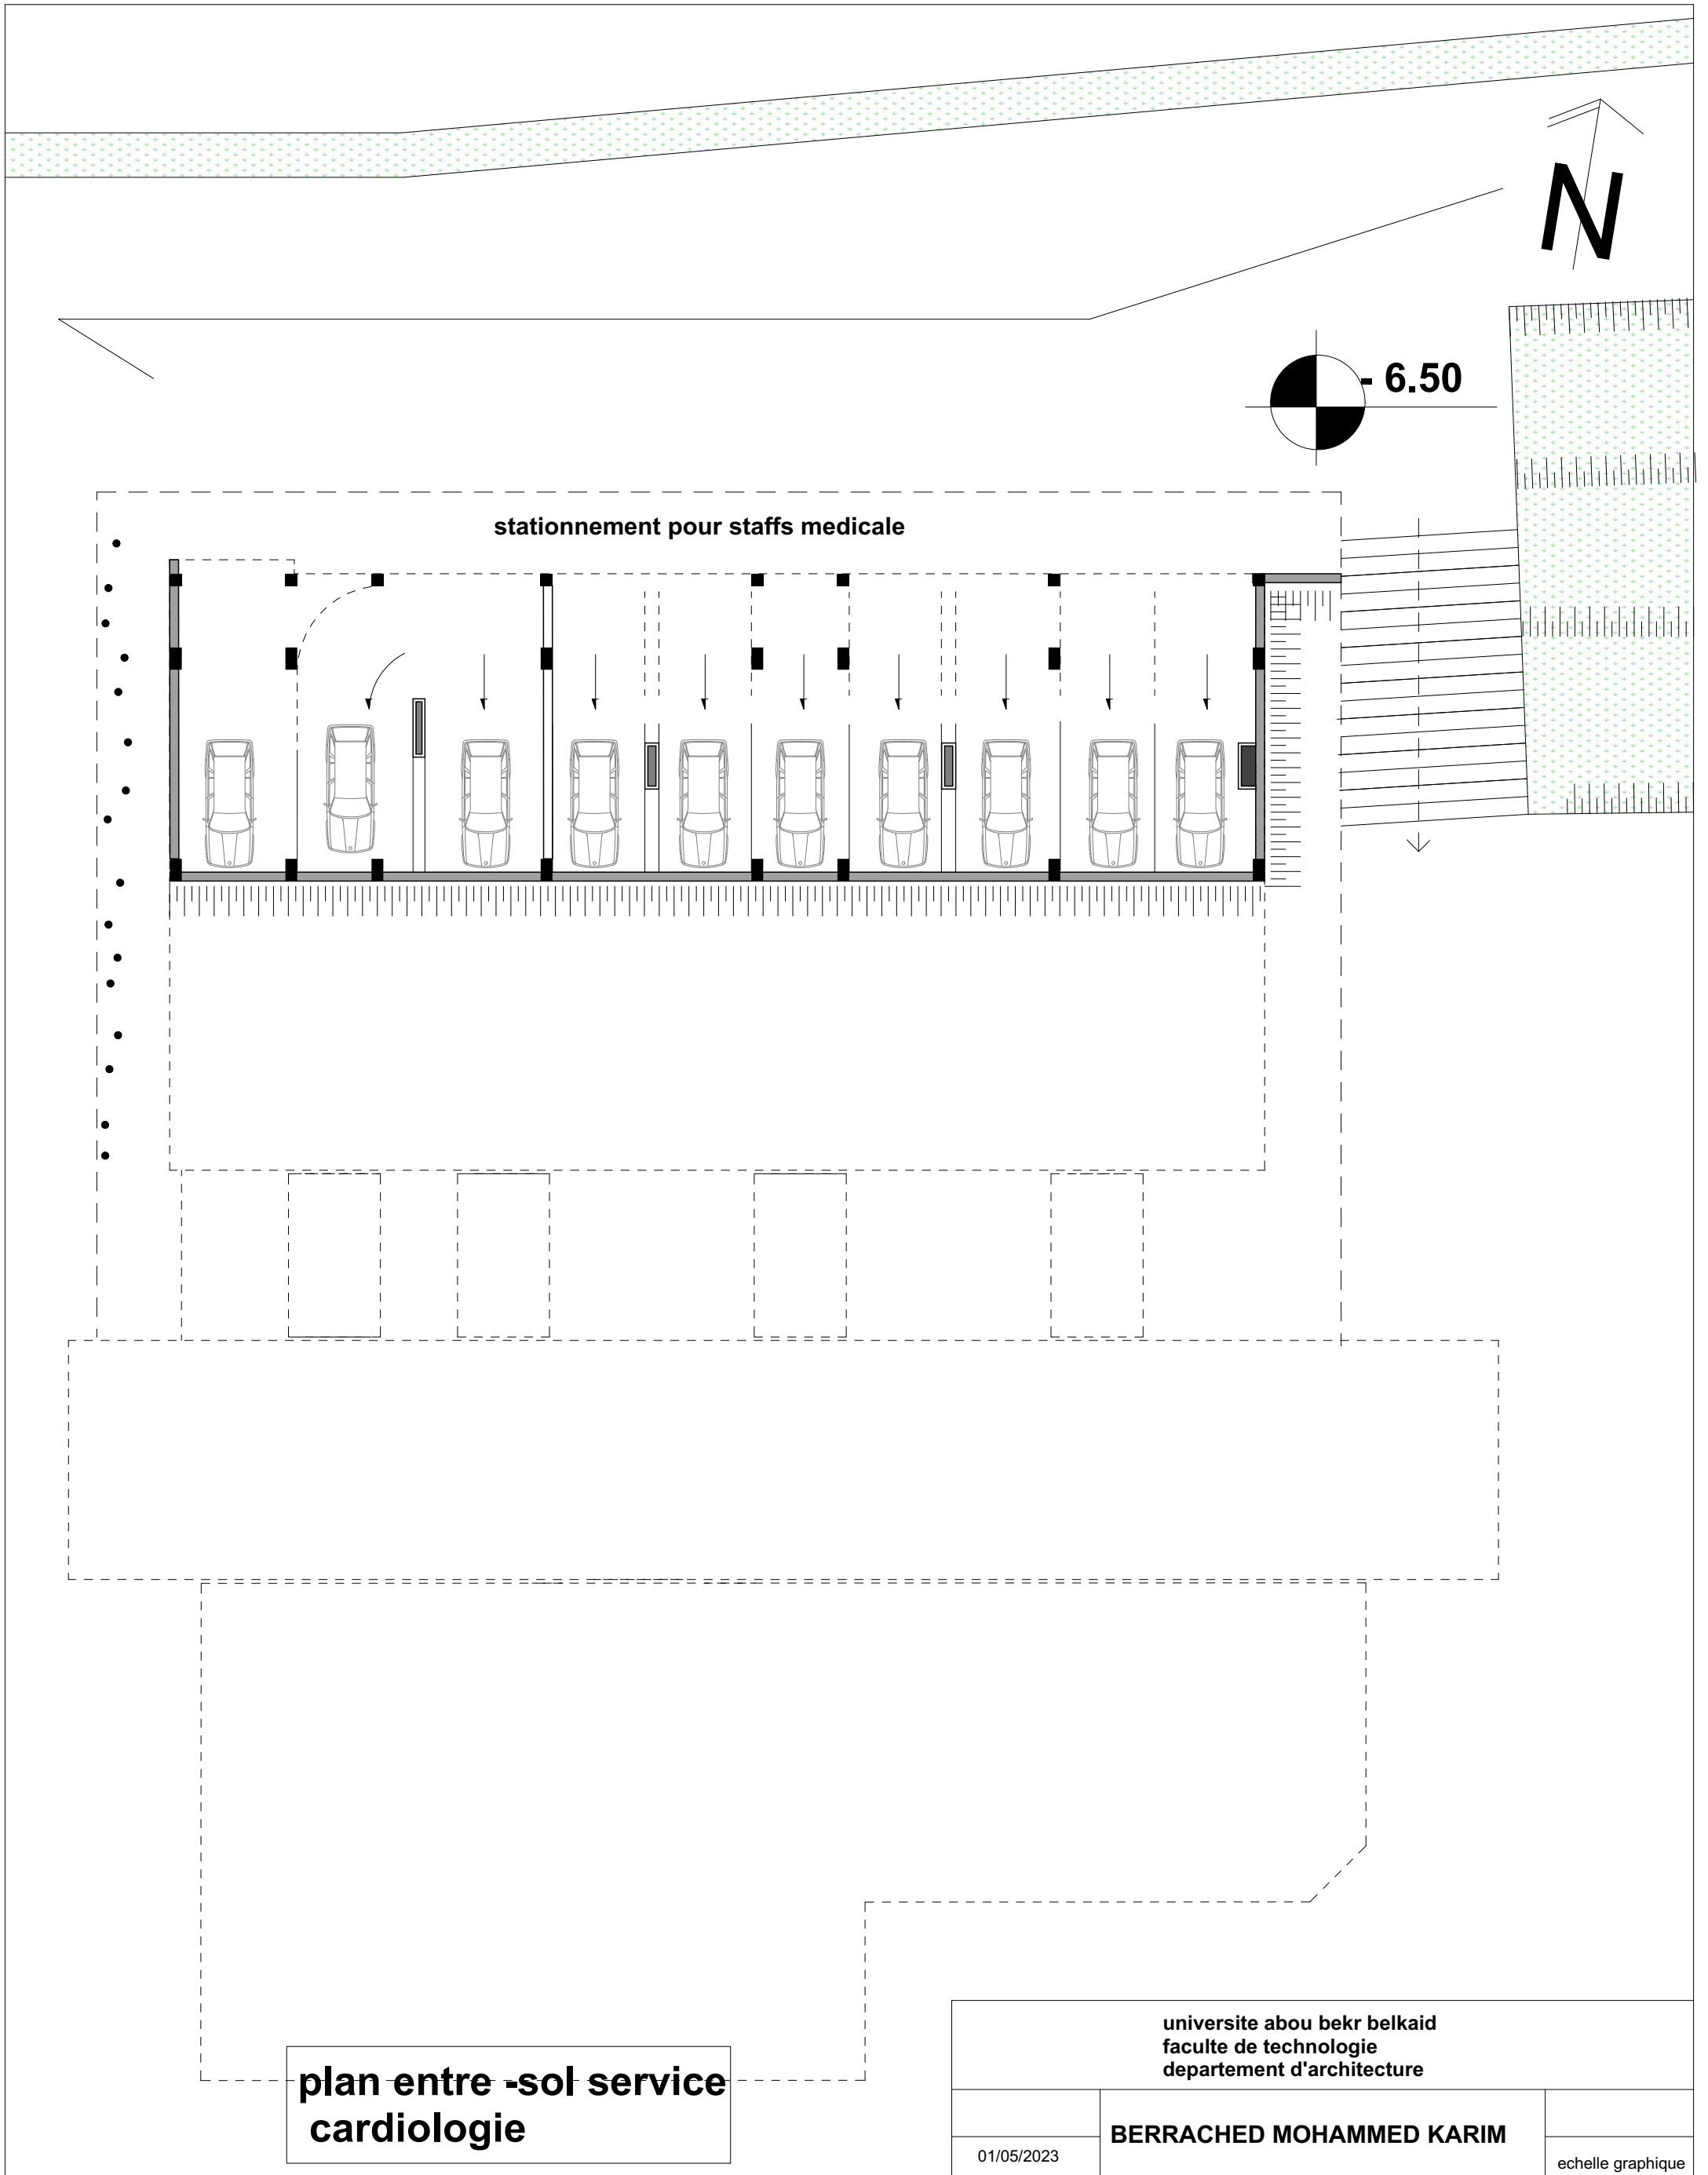 N
- 6.50
stationnement pour staffs medicale
plan entre -sol service
cardiologie
universite abou bekr belkaid
faculte de technologie
departement d'architecture
BERRACHED MOHAMMED KARIM
01/05/2023
echelle graphique